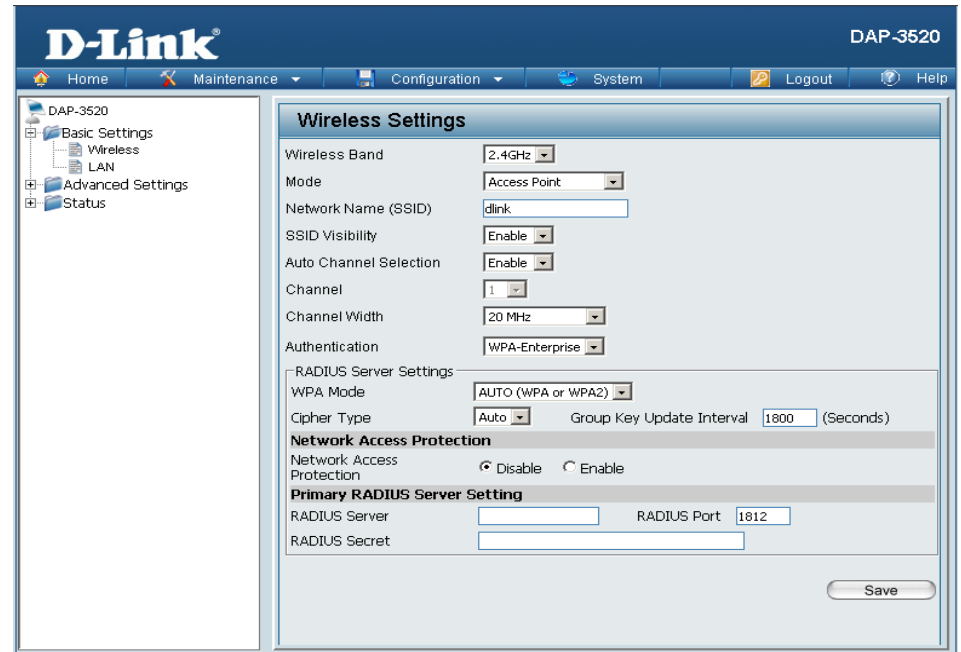 D-Link®
DAP-3520
Home Maintenance Configuration System Logout Help
DAP-3520
Basic Settings
Wireless
LAN
Advanced Settings
Status
Wireless Settings
Wireless Band 2.4GHz
Mode Access Point
Network Name (SSID) dlink
SSID Visibility Enable
Auto Channel Selection Enable
Channel 1
Channel Width 20 MHz
Authentication WPA-Enterprise
RADIUS Server Settings
WPA Mode AUTO (WPA or WPA2)
Cipher Type Auto Group Key Update Interval 1800 (Seconds)
Network Access Protection
Network Access
Protection
Disable Enable
Primary RADIUS Server Setting
RADIUS Server RADIUS Port 1812
RADIUS Secret
Save